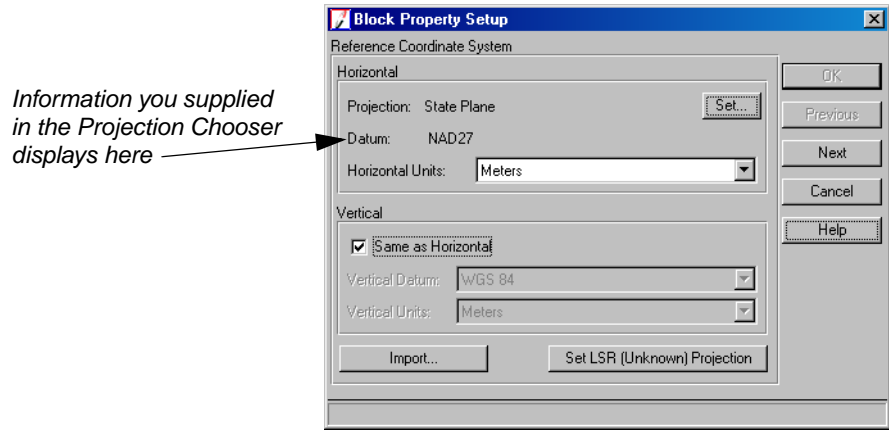 Block Property Setup
Reference Coordinate System
Information you supplied
in the Projection Chooser
displays here
Horizontal
Projection: State Plane
Set...
Datum: NAD27
Horizontal Units: Meters
Vertical
Same as Horizontal
Vertical Datum: WGS 84
Vertical Units: Meters
Import...
Set LSR (Unknown) Projection
OK
Previous
Next
Cancel
Help